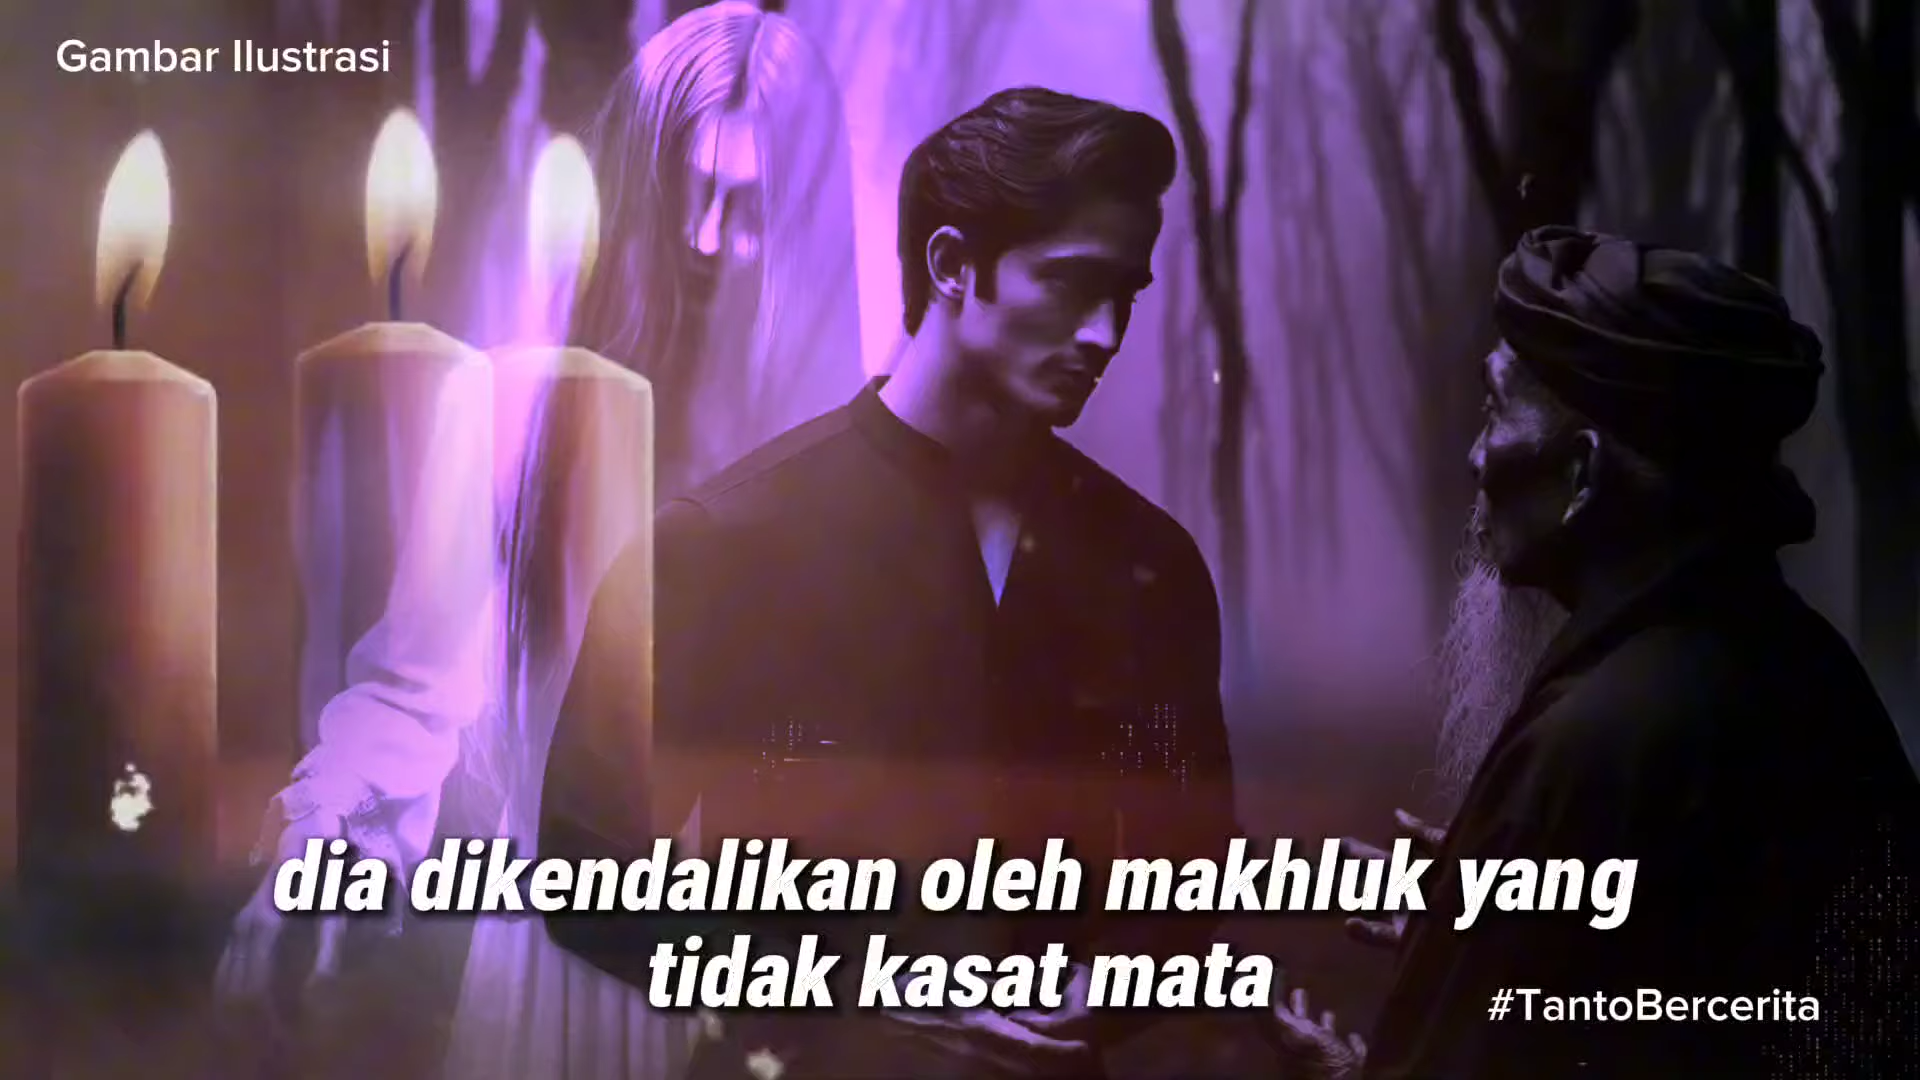 Gambar Ilustrasi
dia dikendalikan oleh makhluk yang
tidak kasat mata
#TantoBercerita